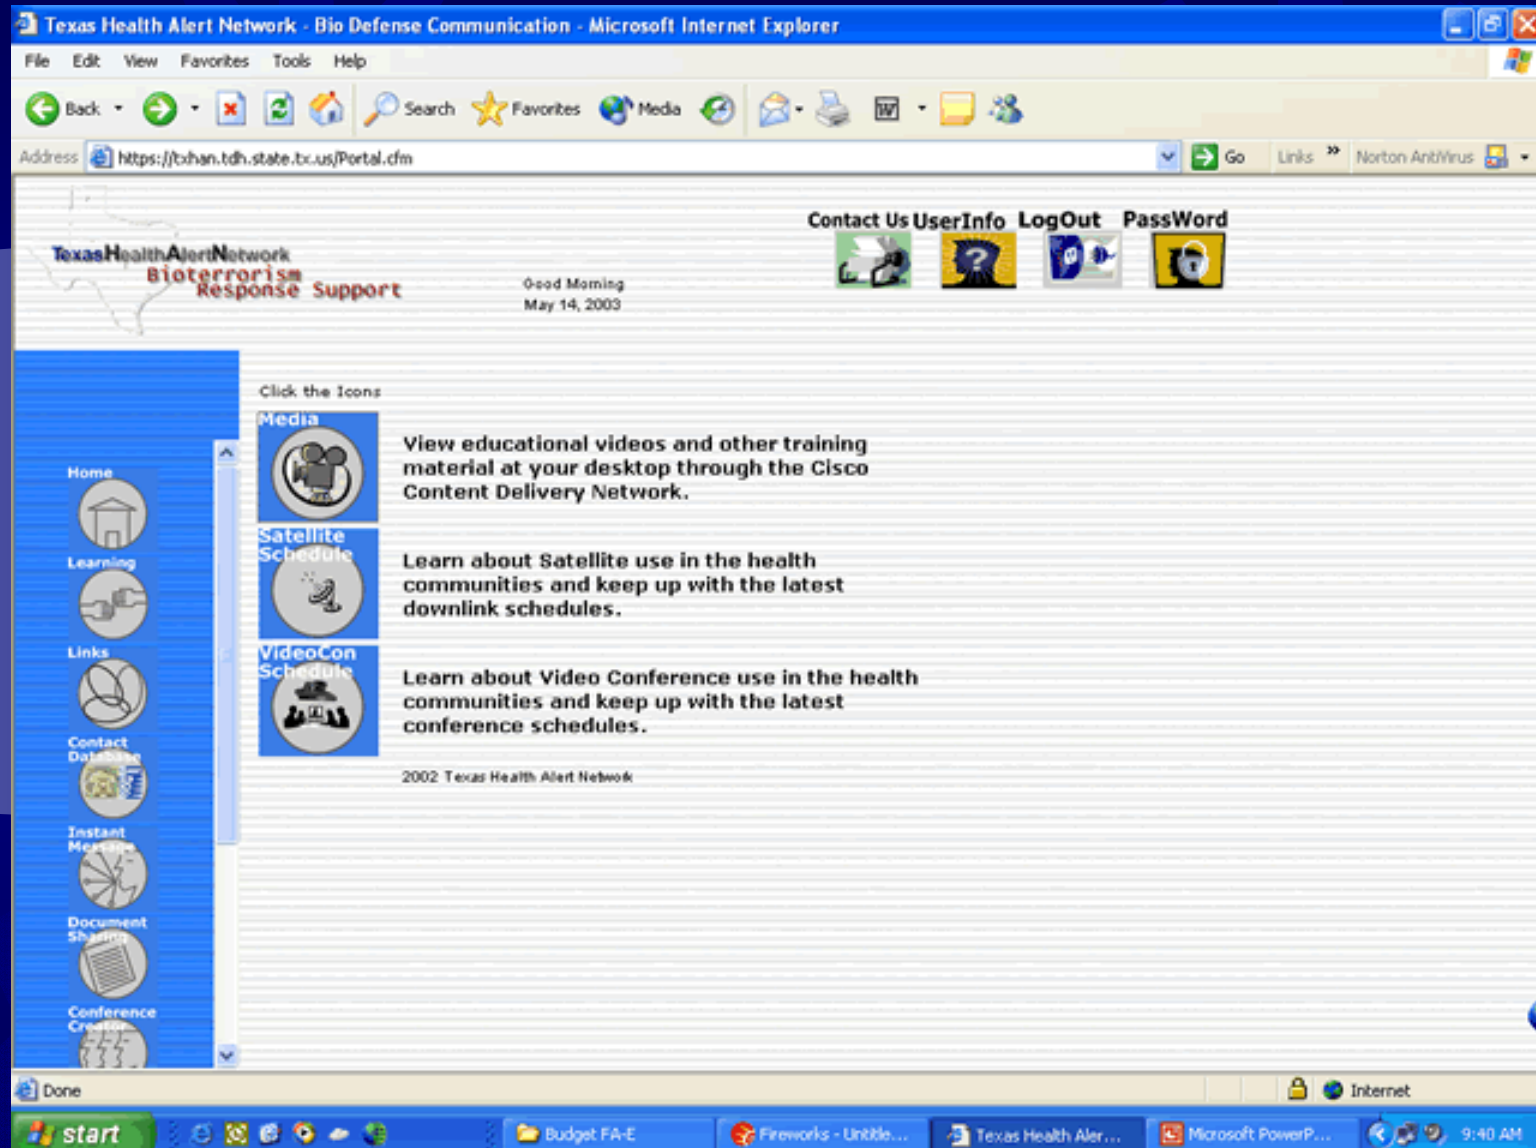 Texas Health Alert Network - Bio Defense Communication - Microsoft Internet Explorer
File Edit View Favorites Tools Help
Back Search Favorites Media
Address https://txhan.tdh.state.tx.us/Portal.cfm Go Links » Norton AntiVirus
Contact Us UserInfo LogOut PassWord
TexasHealthAlertNetwork
Bioterrorism
Response Support
Good Morning
May 14, 2003
Click the Icons
Media
View educational videos and other training
material at your desktop through the Cisco
Content Delivery Network.
Satellite
Schedule
Learn about Satellite use in the health
communities and keep up with the latest
downlink schedules.
VideoCon
Schedule
Learn about Video Conference use in the health
communities and keep up with the latest
conference schedules.
2002 Texas Health Alert Network
Home
Learning
Links
Contact
Database
Instant
Message
Document
Sharing
Conference
Creator
Done Internet
start Budget FA-E Fireworks - Untitle... Texas Health Aler... Microsoft PowerP... 9:40 AM